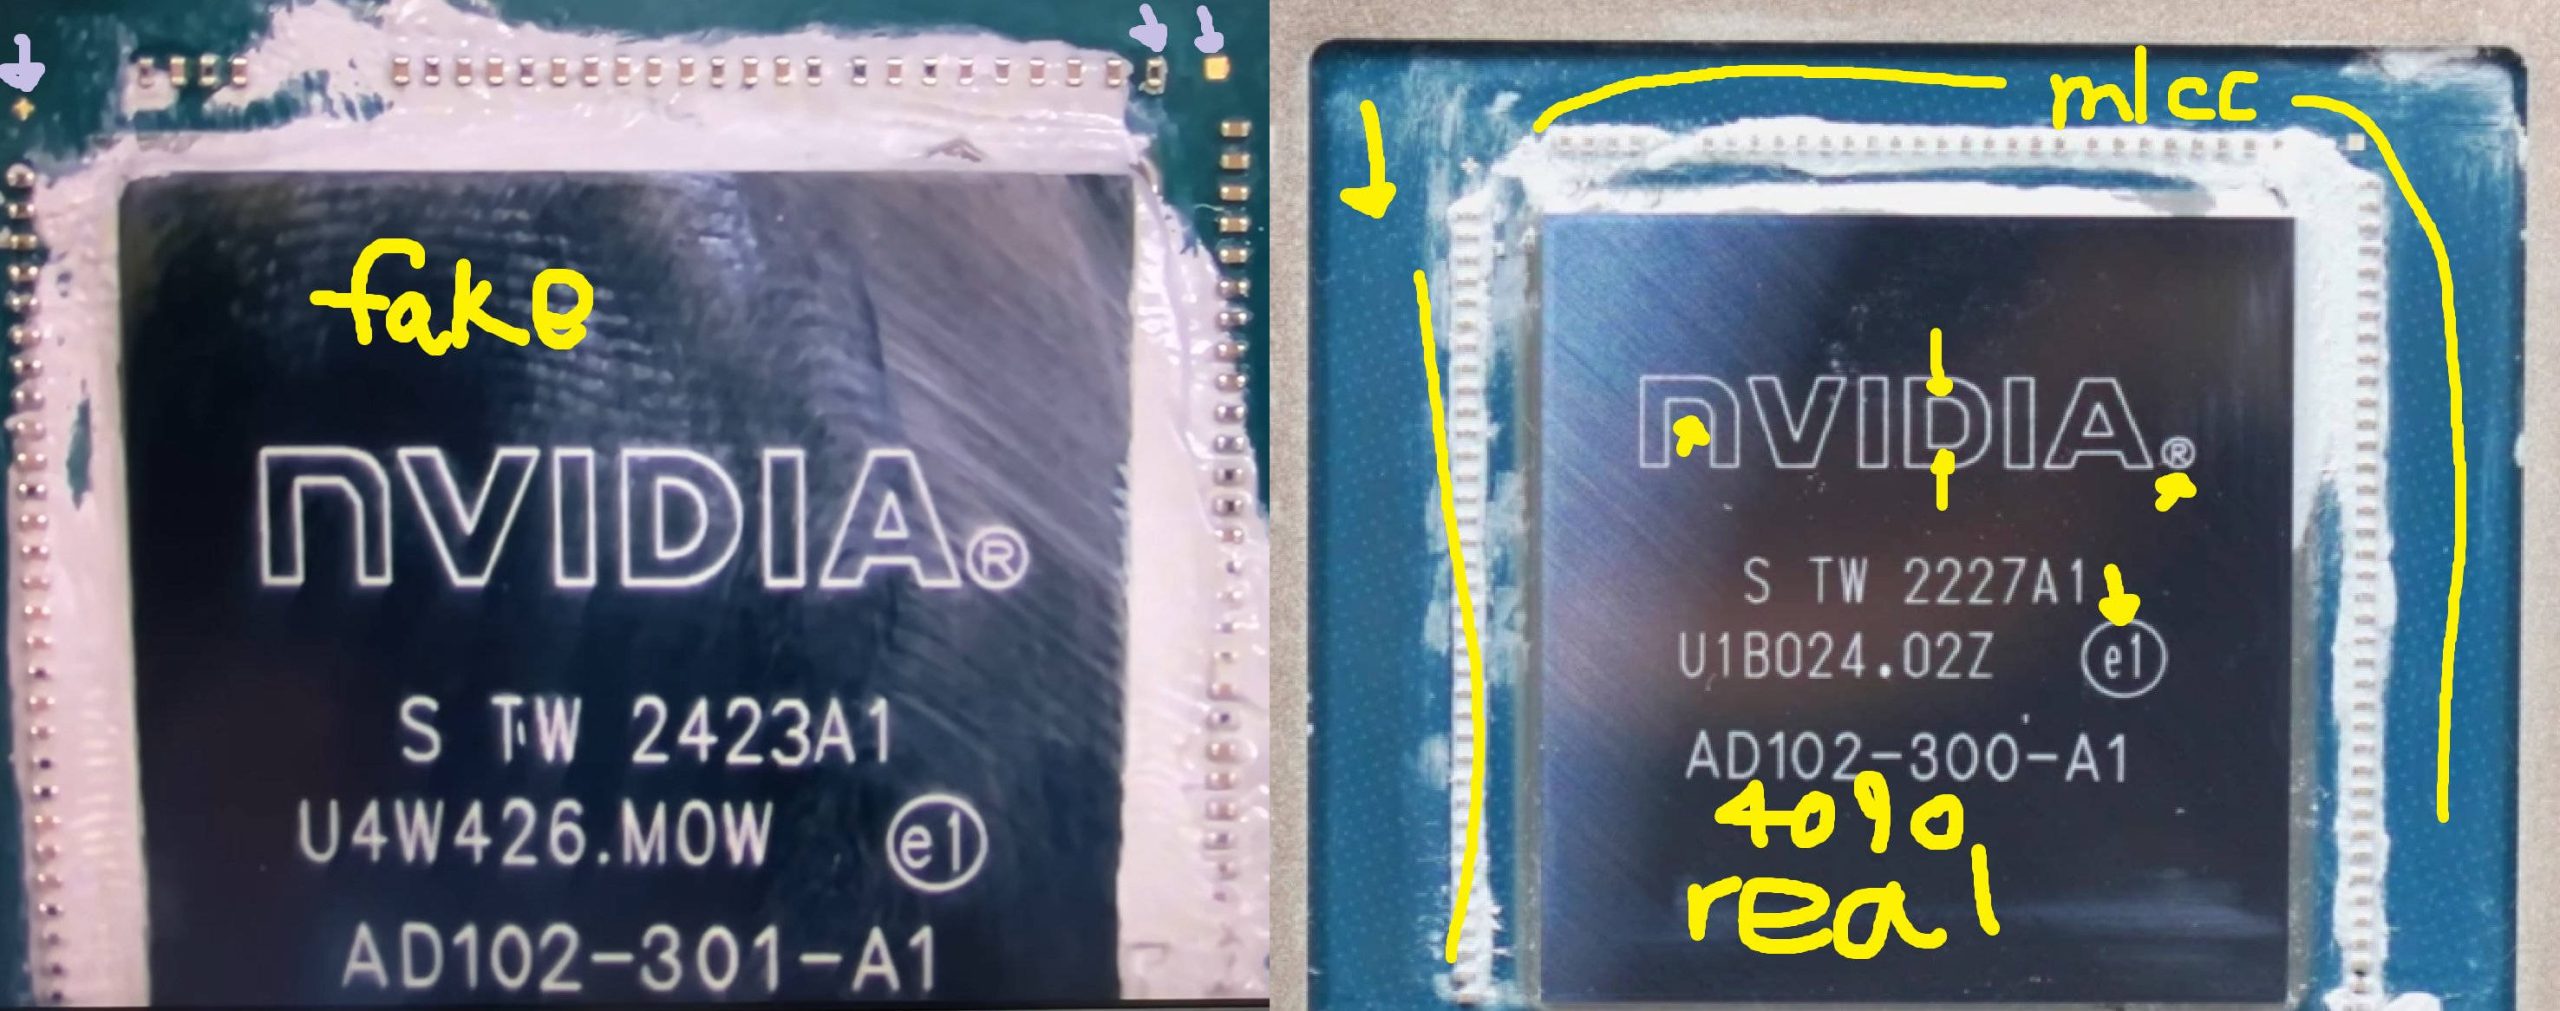 fake
nVIDIA®
S TW 2423A1
U4W426.M0W e1
AD102-301-A1
mlcc
nVIDIA®
S TW 2227A1
U1B024.02Z e1
AD102-300-A1
4090
real